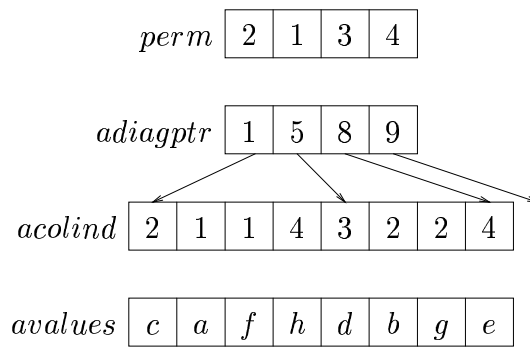 perm 2 1 3 4
adiagptr 1 5 8 9
acolind 2 1 1 4 3 2 2 4
avalues c a f h d b g e